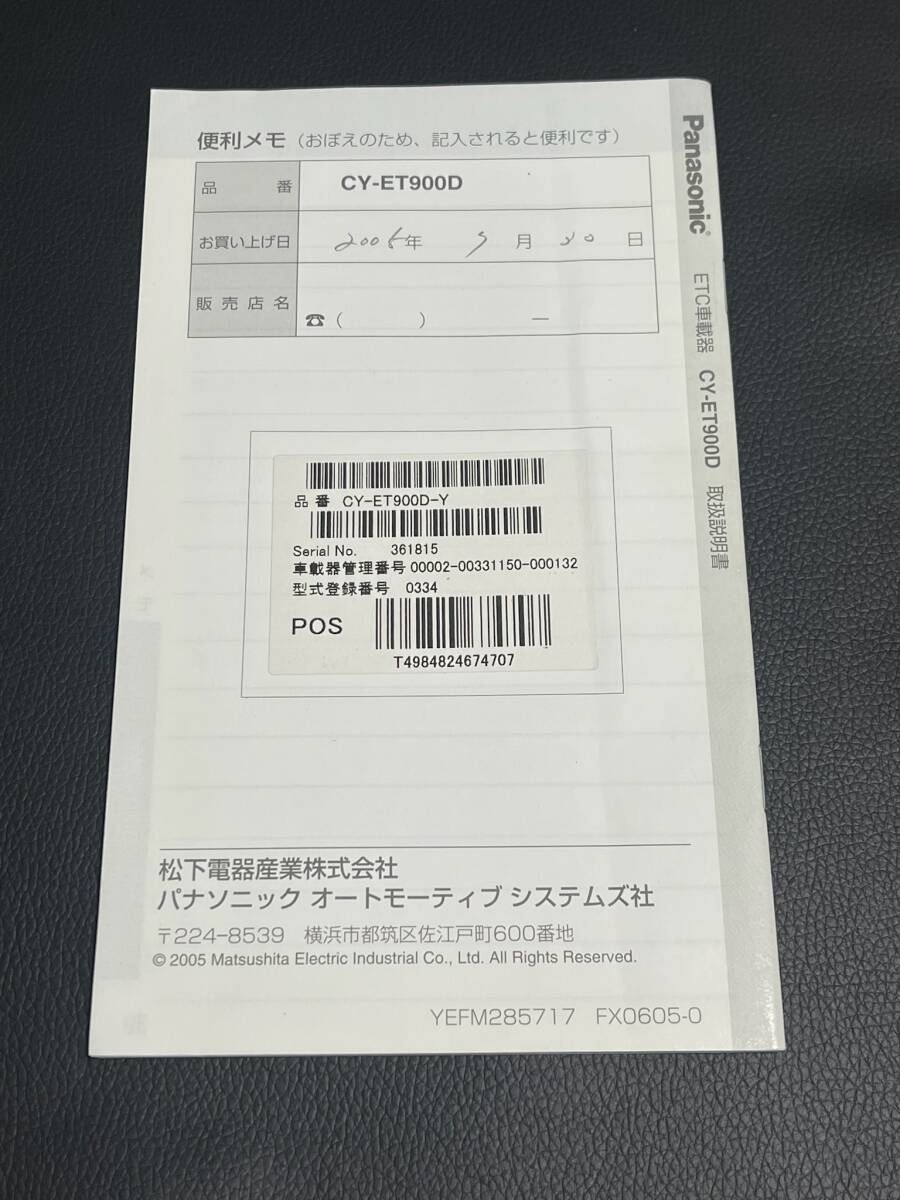 便利メモ (おぼえのため、記入されると便利です)
品 番 CY-ET900D
お買い上げ日 年 月 日
販売店名
☎ ( ) ―
品番 CY-ET900D-Y
Serial No. 361815
車載器管理番号 00002-00331150-000132
型式登録番号 0334
POS
T4984824674707
松下電器産業株式会社
パナソニック オートモーティブ システムズ社
〒224-8539 横浜市都筑区佐江戸町600番地
© 2005 Matsushita Electric Industrial Co., Ltd. All Rights Reserved.
YEFM285717 FX0605-0
Panasonic® ETC車載器 CY-ET900D 取扱説明書